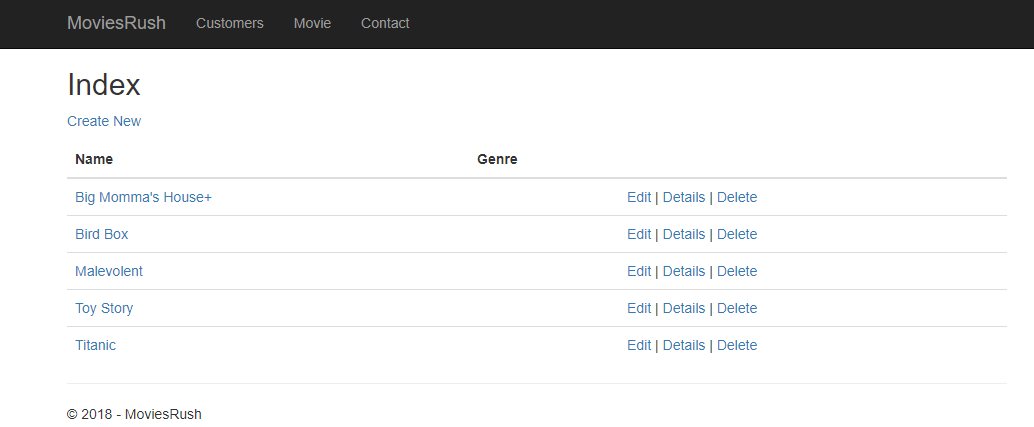 MoviesRush Customers Movie Contact
Index
Create New
Name Genre
Big Momma's House+ Edit | Details | Delete
Bird Box Edit | Details | Delete
Malevolent Edit | Details | Delete
Toy Story Edit | Details | Delete
Titanic Edit | Details | Delete
© 2018 - MoviesRush